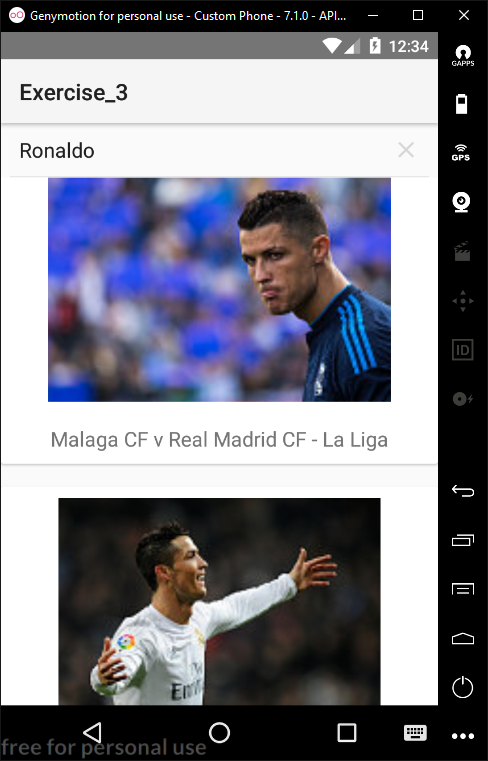 Genymotion for personal use - Custom Phone - 7.1.0 - API...
12:34
GAPPS
Exercise_3
Ronaldo
GPS
Malaga CF v Real Madrid CF - La Liga
ID
free for personal use